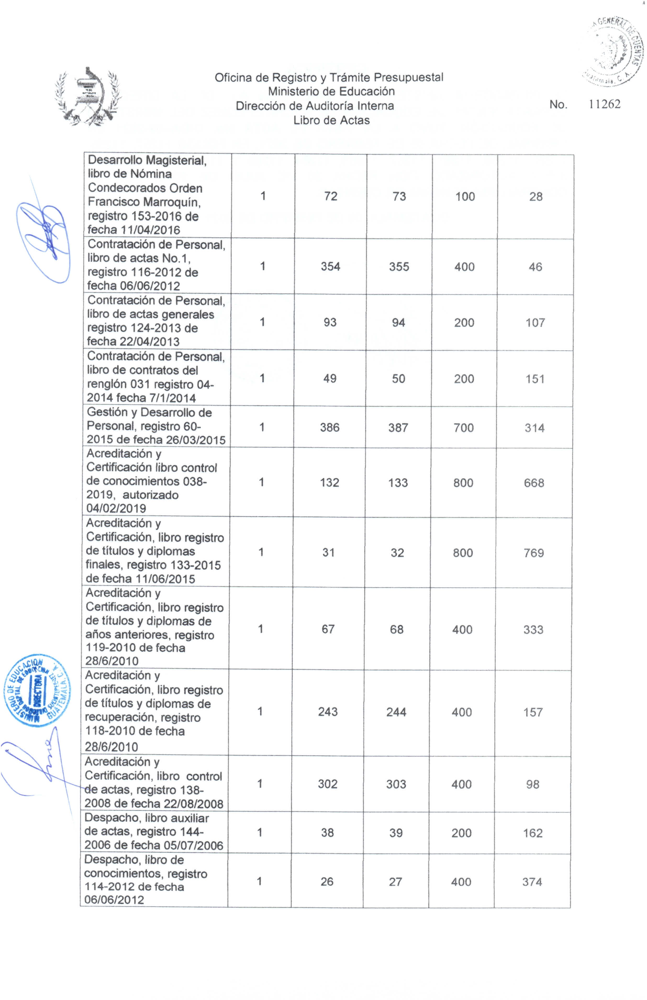 A GENERAL DE CUENTAS
Guatemala, C. A.
Oficina de Registro y Trámite Presupuestal
Ministerio de Educación
Dirección de Auditoría Interna
Libro de Actas
No. 11262
Desarrollo Magisterial,
libro de Nómina
Condecorados Orden
Francisco Marroquín,
registro 153-2016 de
fecha 11/04/2016
1 72 73 100 28
Contratación de Personal,
libro de actas No.1,
registro 116-2012 de
fecha 06/06/2012
1 354 355 400 46
Contratación de Personal,
libro de actas generales
registro 124-2013 de
fecha 22/04/2013
1 93 94 200 107
Contratación de Personal,
libro de contratos del
renglón 031 registro 04-
2014 fecha 7/1/2014
1 49 50 200 151
Gestión y Desarrollo de
Personal, registro 60-
2015 de fecha 26/03/2015
1 386 387 700 314
Acreditación y
Certificación libro control
de conocimientos 038-
2019, autorizado
04/02/2019
1 132 133 800 668
Acreditación y
Certificación, libro registro
de títulos y diplomas
finales, registro 133-2015
de fecha 11/06/2015
1 31 32 800 769
Acreditación y
Certificación, libro registro
de títulos y diplomas de
años anteriores, registro
119-2010 de fecha
28/6/2010
1 67 68 400 333
Acreditación y
Certificación, libro registro
de títulos y diplomas de
recuperación, registro
118-2010 de fecha
28/6/2010
1 243 244 400 157
Acreditación y
Certificación, libro control
de actas, registro 138-
2008 de fecha 22/08/2008
1 302 303 400 98
Despacho, libro auxiliar
de actas, registro 144-
2006 de fecha 05/07/2006
1 38 39 200 162
Despacho, libro de
conocimientos, registro
114-2012 de fecha
06/06/2012
1 26 27 400 374
MINISTERIO DE EDUCACION
DIRECTORA
GUATEMALA, C. A.